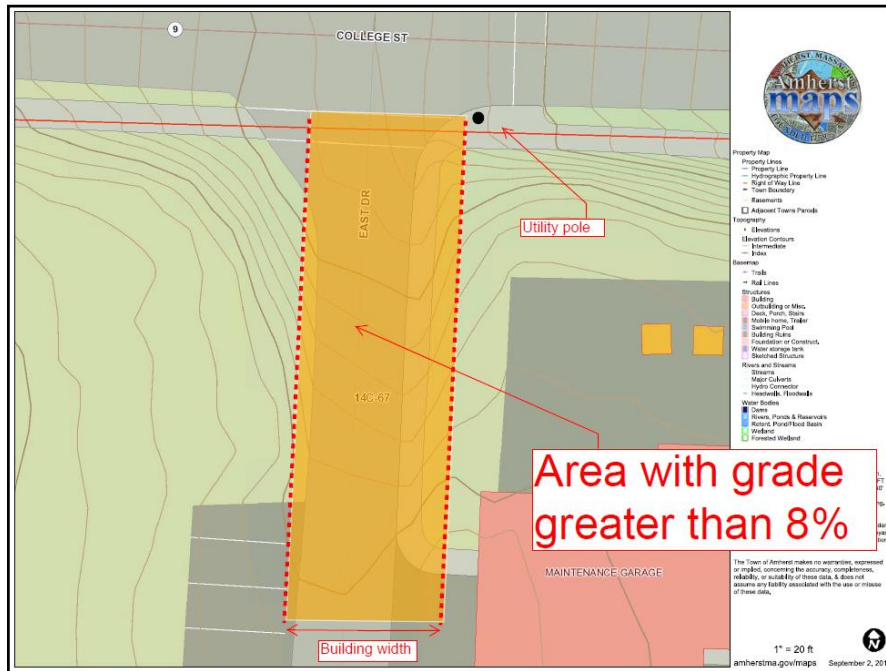 9
COLLEGE ST
EAST DR
Utility pole
14C-67
Area with grade
greater than 8%
MAINTENANCE GARAGE
Building width
Amherst
maps
Property Map
Property Lines
Property Line
Hydrographic Property Line
Right of Way Line
Town Boundary
Easements
Adjacent Towns Parcels
Topography
Elevations
Elevation Contours
Intermediate
Index
Basemap
Trails
Rail Lines
Structures
Building
Outbuilding or Misc.
Deck, Porch, Stairs
Mobile home, Trailer
Swimming Pool
Building Ruins
Foundation or Construct.
Water storage tank
Sketched Structure
Rivers and Streams
Streams
Major Culverts
Hydro Connector
Headwalls, Floodwalls
Water Bodies
Dams
Rivers, Ponds & Reservoirs
Retent. Pond/Flood Basin
Wetland
Forested Wetland
The Town of Amherst makes no warranties, expressed
or implied, concerning the accuracy, completeness,
reliability, or suitability of these data, & does not
assume any liability associated with the use or misuse
of these data.
1" = 20 ft
N
amherstma.gov/maps September 2, 201